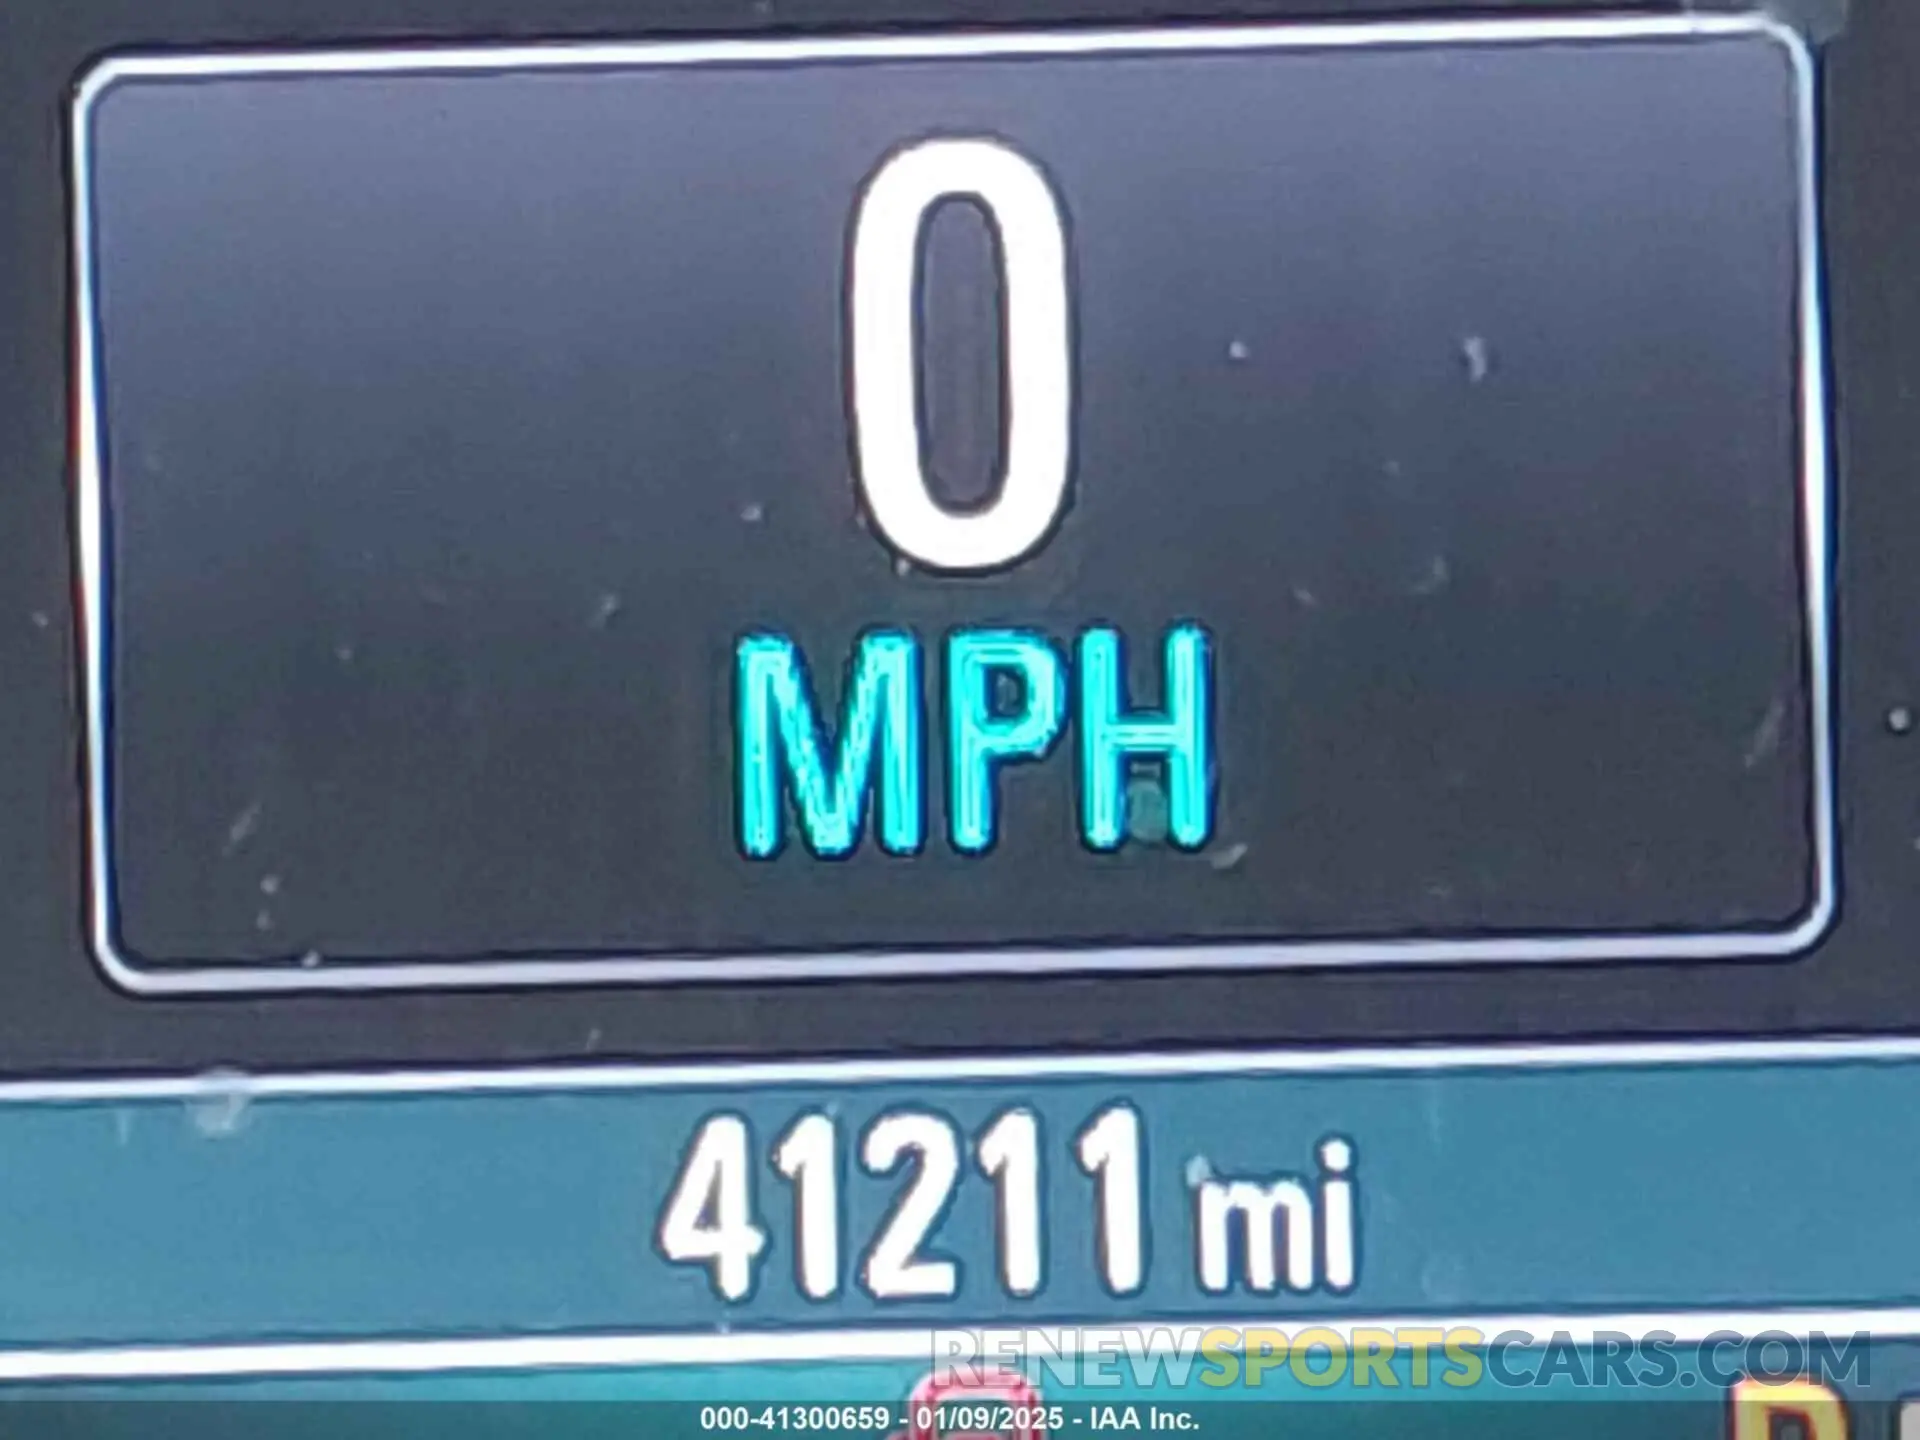 0
MPH
41211 mi
RENEWSPORTSCARS.COM
000-41300659 - 01/09/2025 - IAA Inc.